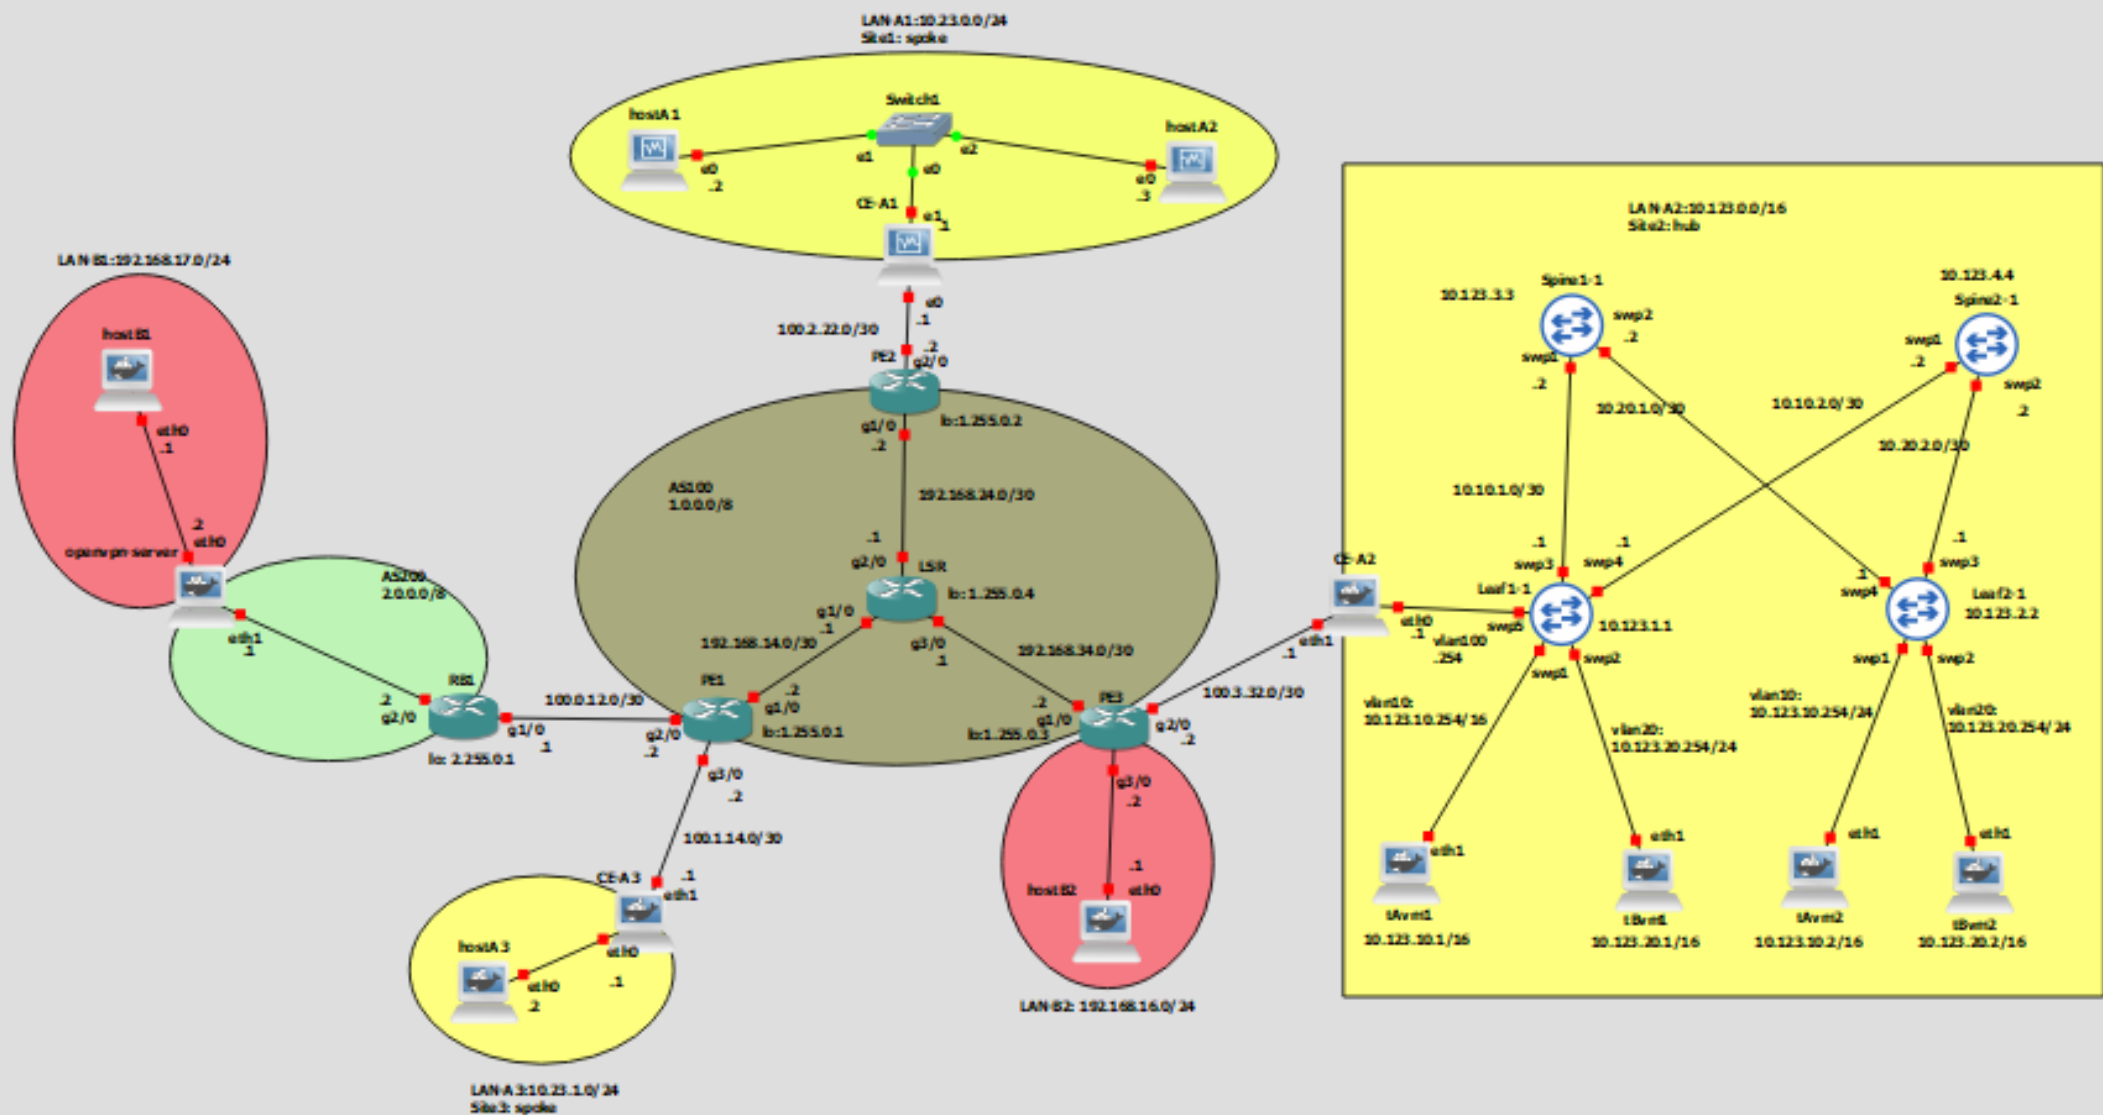 LAN-A1:10.23.0.0/24
Site1: spoke
Switch1
hostA1
hostA2
e1
e2
e0
e0
.2
e0
.3
CE-A1
e1
.1
e0
.1
100.2.22.0/30
.2
PE2
g2/0
lo:1.255.0.2
g1/0
.2
LAN-B1:192.168.17.0/24
hostB1
eth0
.1
.2
eth0
openvpn-server
AS200
2.0.0.0/8
eth1
.1
RB1
.2
g2/0
g1/0
.1
lo: 2.255.0.1
100.0.12.0/30
AS100
1.0.0.0/8
192.168.24.0/30
.1
g2/0
LSR
lo: 1.255.0.4
g1/0
.1
192.168.14.0/30
g3/0
.1
192.168.34.0/30
PE1
.2
g1/0
g2/0
.2
lo:1.255.0.1
g3/0
.2
100.1.14.0/30
.1
CE-A3
eth1
hostA3
eth0
.1
eth0
.2
LAN-A3:10.23.1.0/24
Site3: spoke
PE3
.2
g1/0
lo:1.255.0.3
g2/0
.2
g3/0
.2
.1
hostB2
eth0
LAN-B2: 192.168.16.0/24
100.3.32.0/30
CE-A2
eth1
.1
eth0
.1
vlan100
.254
LAN-A2:10.123.0.0/16
Site2: hub
Spine1-1
10.123.3.3
swp2
.2
swp1
.2
10.123.4.4
Spine2-1
swp1
.2
swp2
.2
10.20.1.0/30
10.10.2.0/30
10.20.2.0/30
10.10.1.0/30
.1
swp3
.1
swp4
Leaf1-1
swp5
10.123.1.1
swp1
swp2
.1
swp4
.1
swp3
Leaf2-1
10.123.2.2
swp1
swp2
vlan10:
10.123.10.254/16
vlan20:
10.123.20.254/24
vlan10:
10.123.10.254/24
vlan20:
10.123.20.254/24
eth1
eth1
eth1
eth1
tAvm1
10.123.10.1/16
tBvm1
10.123.20.1/16
tAvm2
10.123.10.2/16
tBvm2
10.123.20.2/16